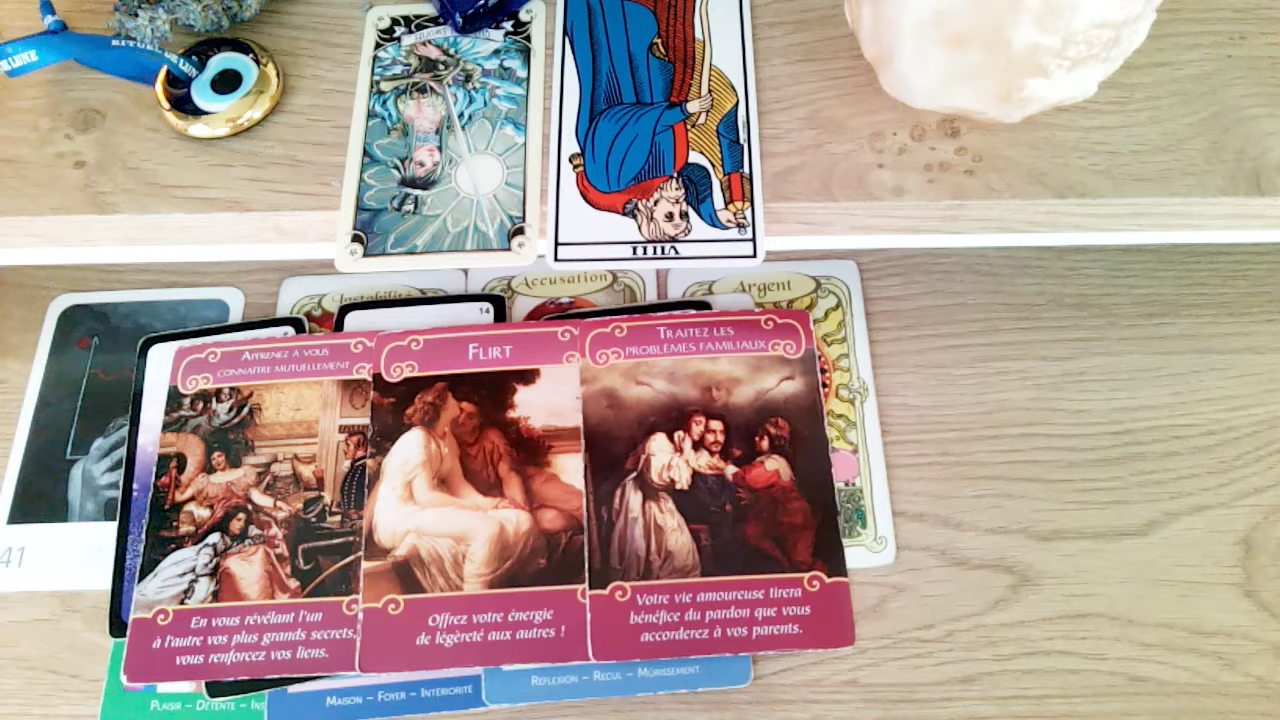 RITUEL DE LUNE
DE LUNE
VIIII
Instabilité
Accusation
Argent
14
APPRENEZ À VOUS
CONNAÎTRE MUTUELLEMENT
FLIRT
TRAITEZ LES
PROBLÈMES FAMILIAUX
41
En vous révélant l'un
à l'autre vos plus grands secrets,
vous renforcez vos liens.
Offrez votre énergie
de légèreté aux autres !
Votre vie amoureuse tirera
bénéfice du pardon que vous
accorderez à vos parents.
PLAISIR – DÉTENTE – INS
MAISON – FOYER – INTÉRIORITÉ
RÉFLEXION – RECUL – MÛRISSEMENT